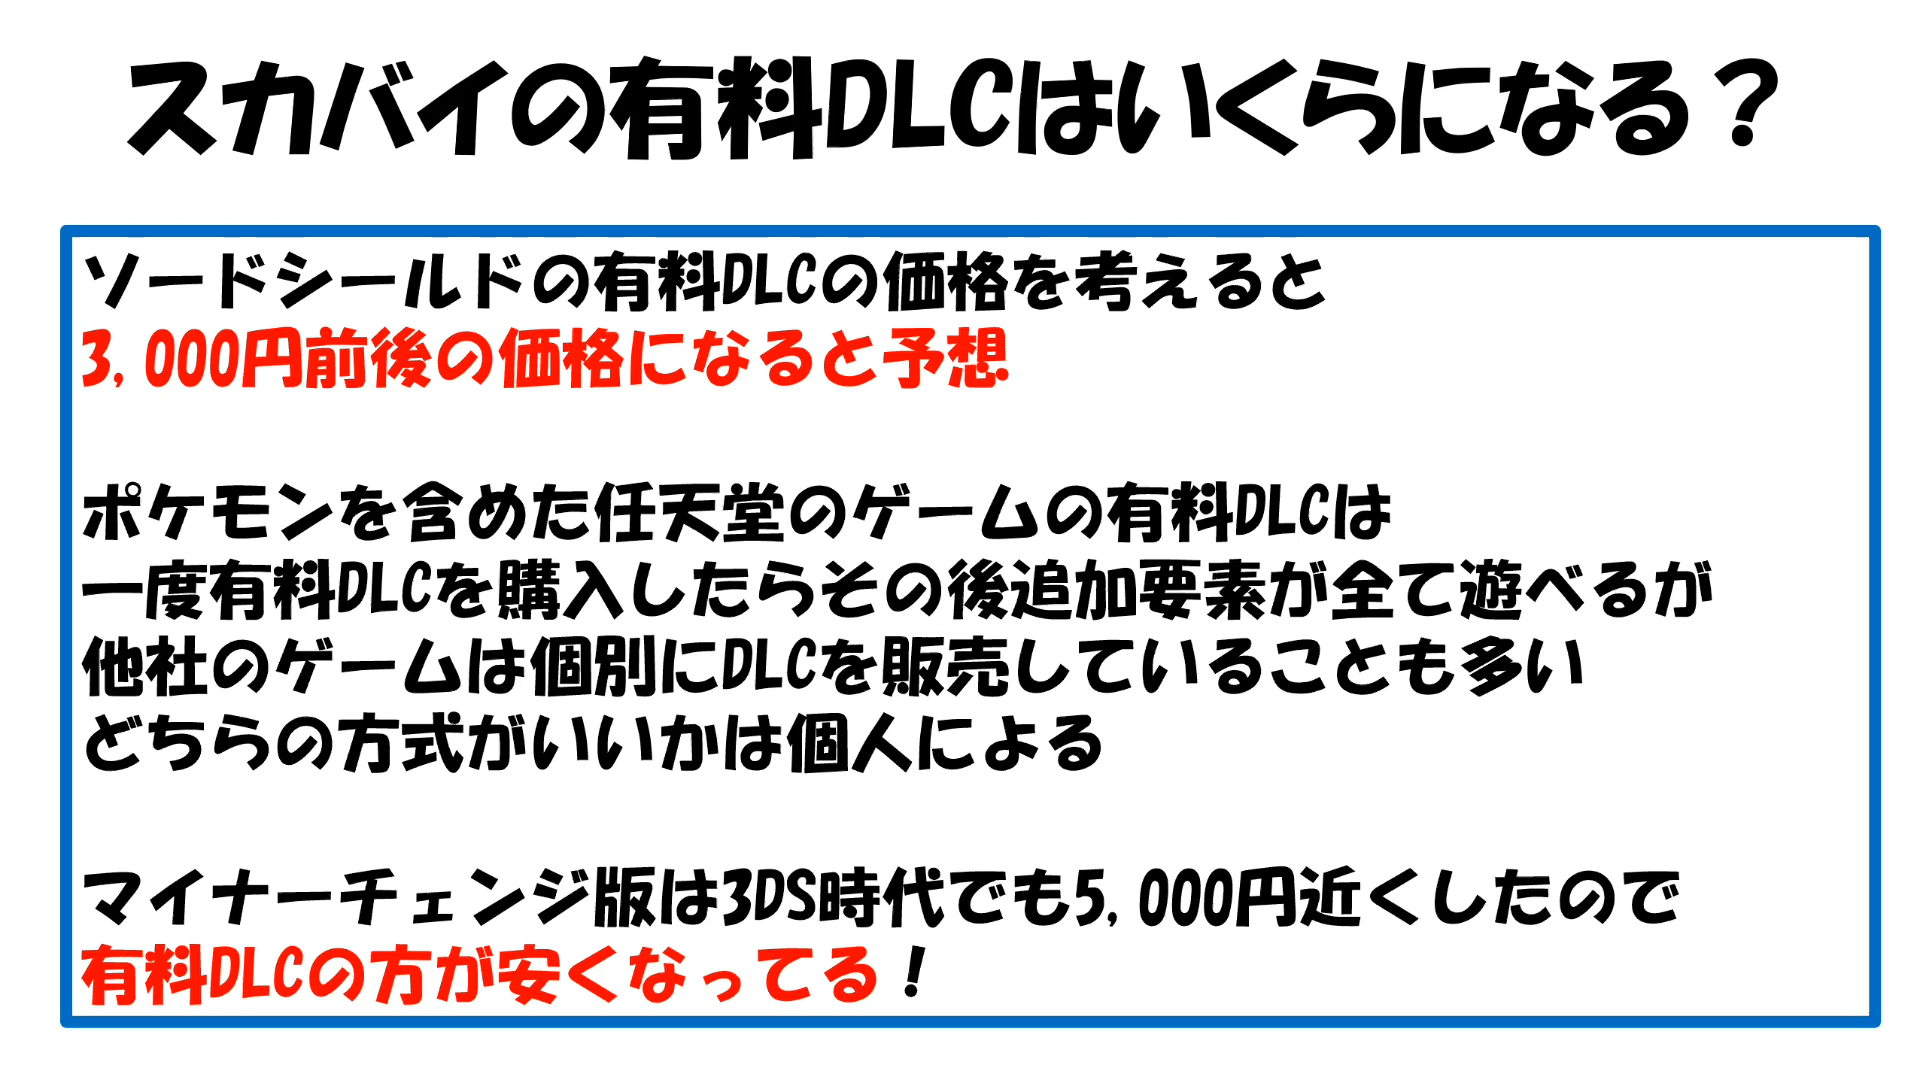 スカバイの有料DLCはいくらになる？
ソードシールドの有料DLCの価格を考えると
3,000円前後の価格になると予想
ポケモンを含めた任天堂のゲームの有料DLCは
一度有料DLCを購入したらその後追加要素が全て遊べるが
他社のゲームは個別にDLCを販売していることも多い
どちらの方式がいいかは個人による
マイナーチェンジ版は3DS時代でも5,000円近くしたので
有料DLCの方が安くなってる！